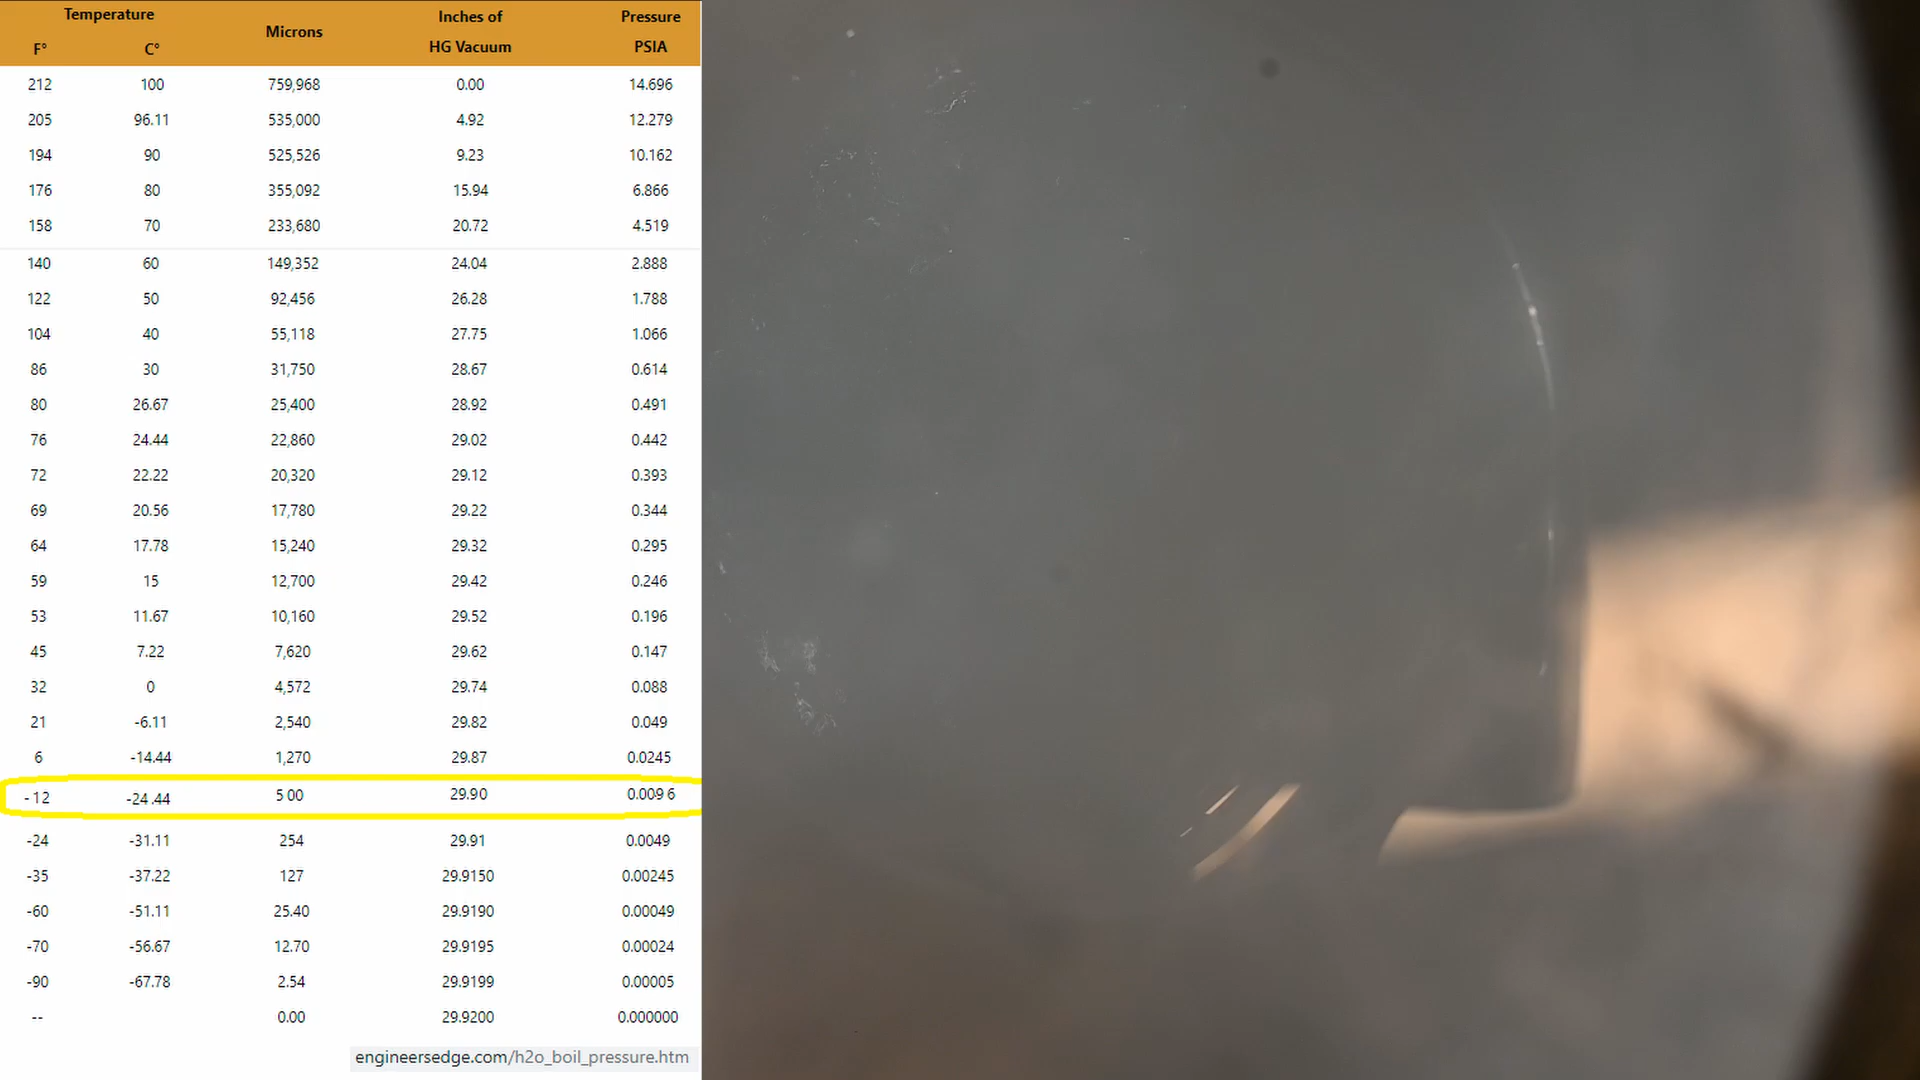 Temperature
F° C° Microns Inches of HG Vacuum Pressure PSIA
212 100 759,968 0.00 14.696
205 96.11 535,000 4.92 12.279
194 90 525,526 9.23 10.162
176 80 355,092 15.94 6.866
158 70 233,680 20.72 4.519
140 60 149,352 24.04 2.888
122 50 92,456 26.28 1.788
104 40 55,118 27.75 1.066
86 30 31,750 28.67 0.614
80 26.67 25,400 28.92 0.491
76 24.44 22,860 29.02 0.442
72 22.22 20,320 29.12 0.393
69 20.56 17,780 29.22 0.344
64 17.78 15,240 29.32 0.295
59 15 12,700 29.42 0.246
53 11.67 10,160 29.52 0.196
45 7.22 7,620 29.62 0.147
32 0 4,572 29.74 0.088
21 -6.11 2,540 29.82 0.049
6 -14.44 1,270 29.87 0.0245
-12 -24.44 500 29.90 0.0096
-24 -31.11 254 29.91 0.0049
-35 -37.22 127 29.9150 0.00245
-60 -51.11 25.40 29.9190 0.00049
-70 -56.67 12.70 29.9195 0.00024
-90 -67.78 2.54 29.9199 0.00005
-- 0.00 29.9200 0.000000
engineersedge.com/h2o_boil_pressure.htm